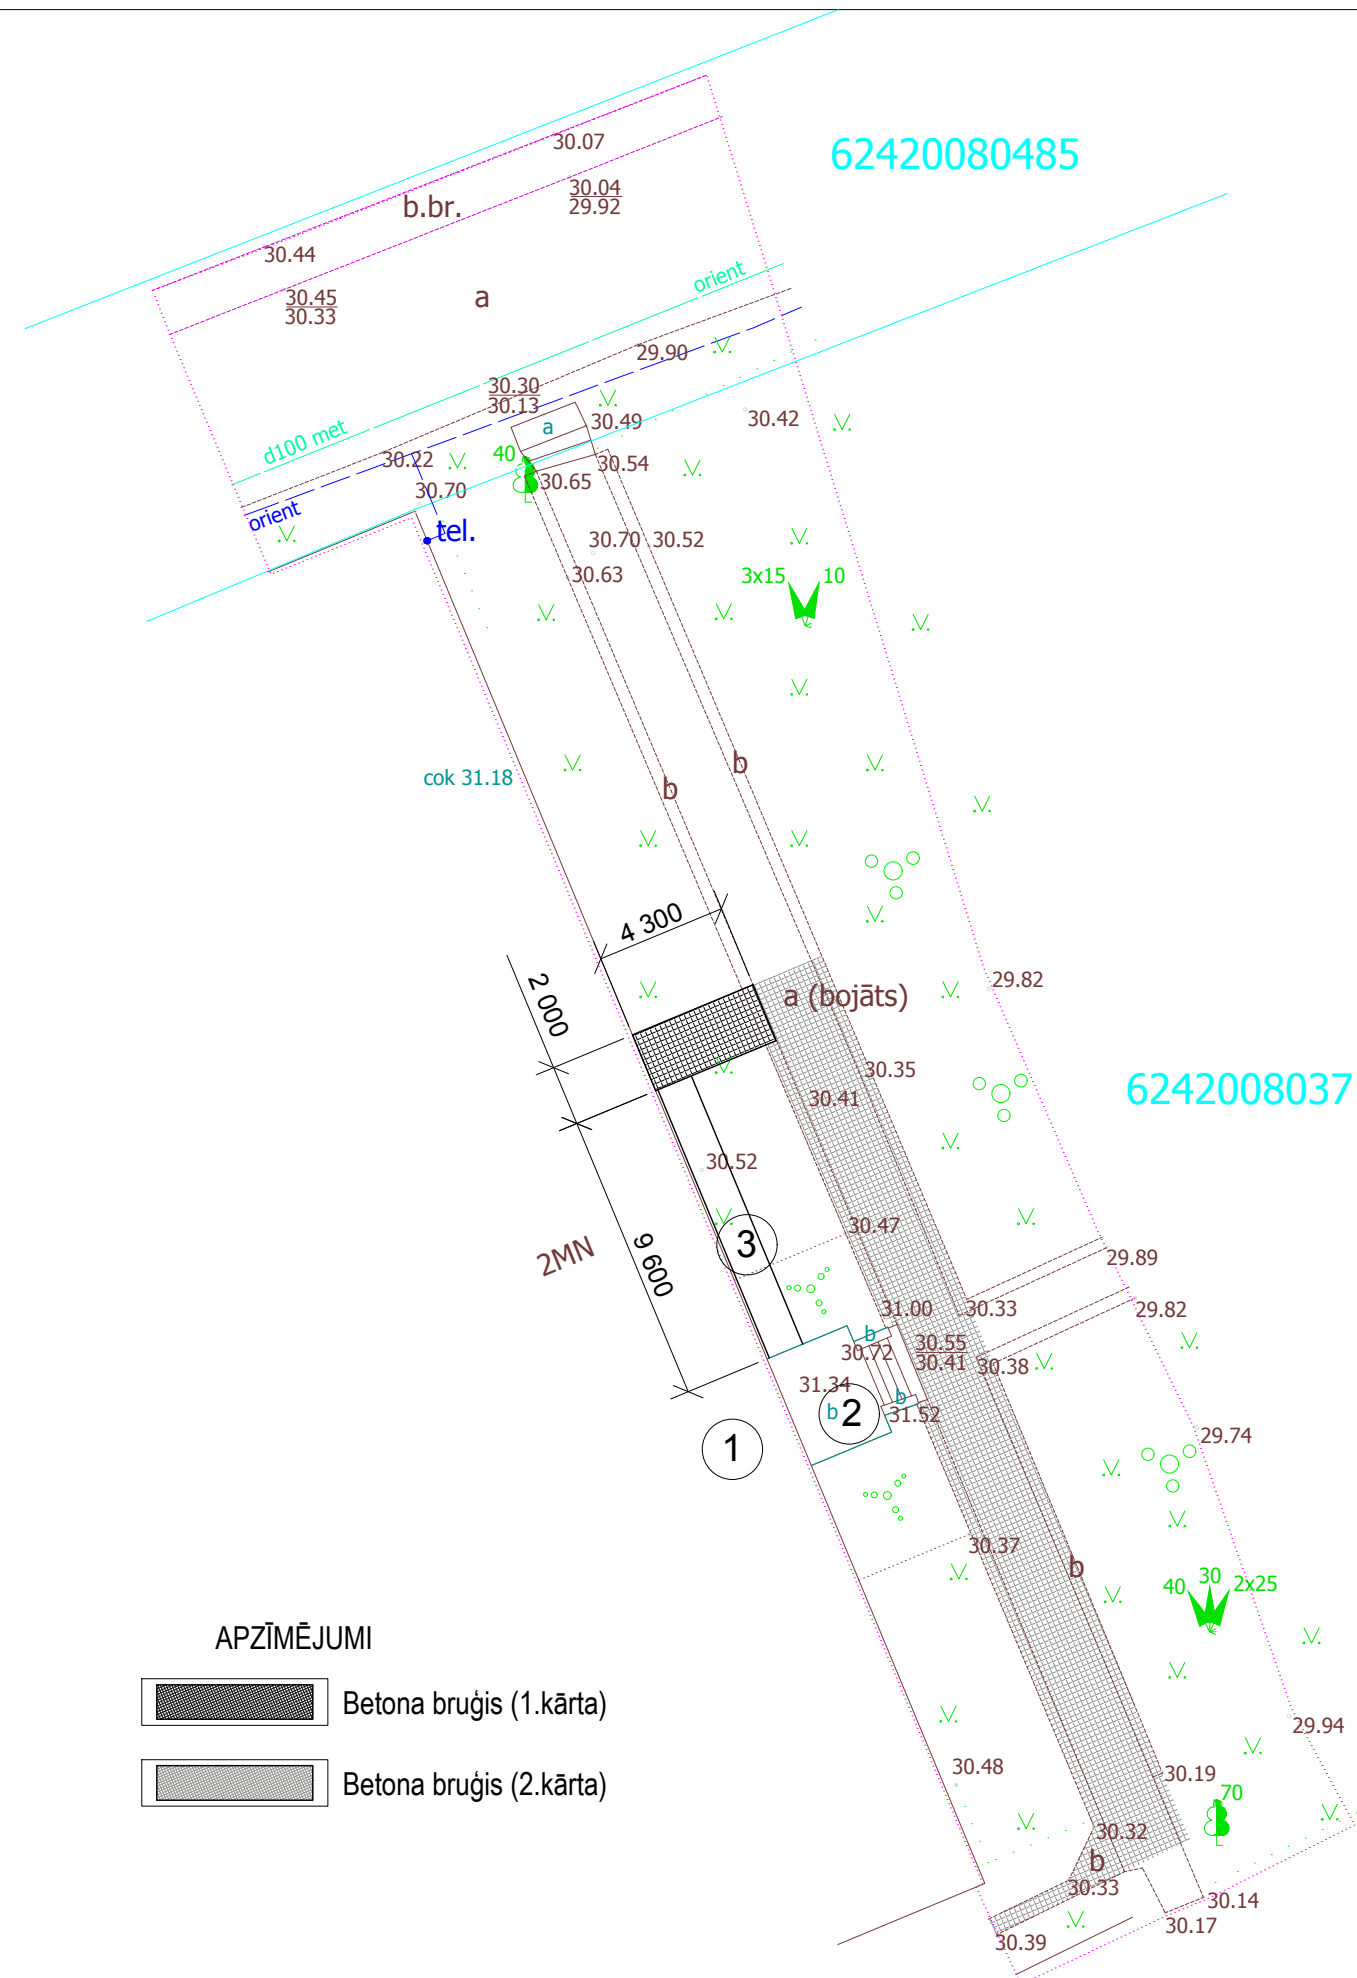 30.07
62420080485
30.04
29.92
b.br.
30.44
30.45
30.33
a
orient
29.90
30.30
30.13
30.49
a
30.42
d100 met
30.22
40
30.54
30.65
30.70
orient
tel.
30.70
30.52
30.63
3x15
10
b
b
cok 31.18
4 300
2 000
a (bojāts)
29.82
30.35
30.41
6242008037
30.52
30.47
3
2MN
9 600
29.89
31.00
30.33
29.82
b
30.72
30.55
30.41
30.38
31.34
b
b
2
31.52
1
29.74
30.37
b
40
30
2x25
APZĪMĒJUMI
Betona bruģis (1.kārta)
29.94
30.48
30.19
Betona bruģis (2.kārta)
70
30.32
b
30.33
30.14
30.17
30.39